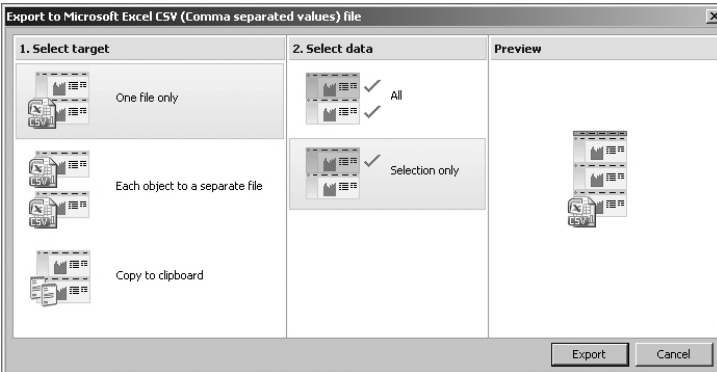 Export to Microsoft Excel CSV (Comma separated values) file
1. Select target
2. Select data
Preview
One file only
All
Each object to a separate file
Selection only
Copy to clipboard
Export
Cancel